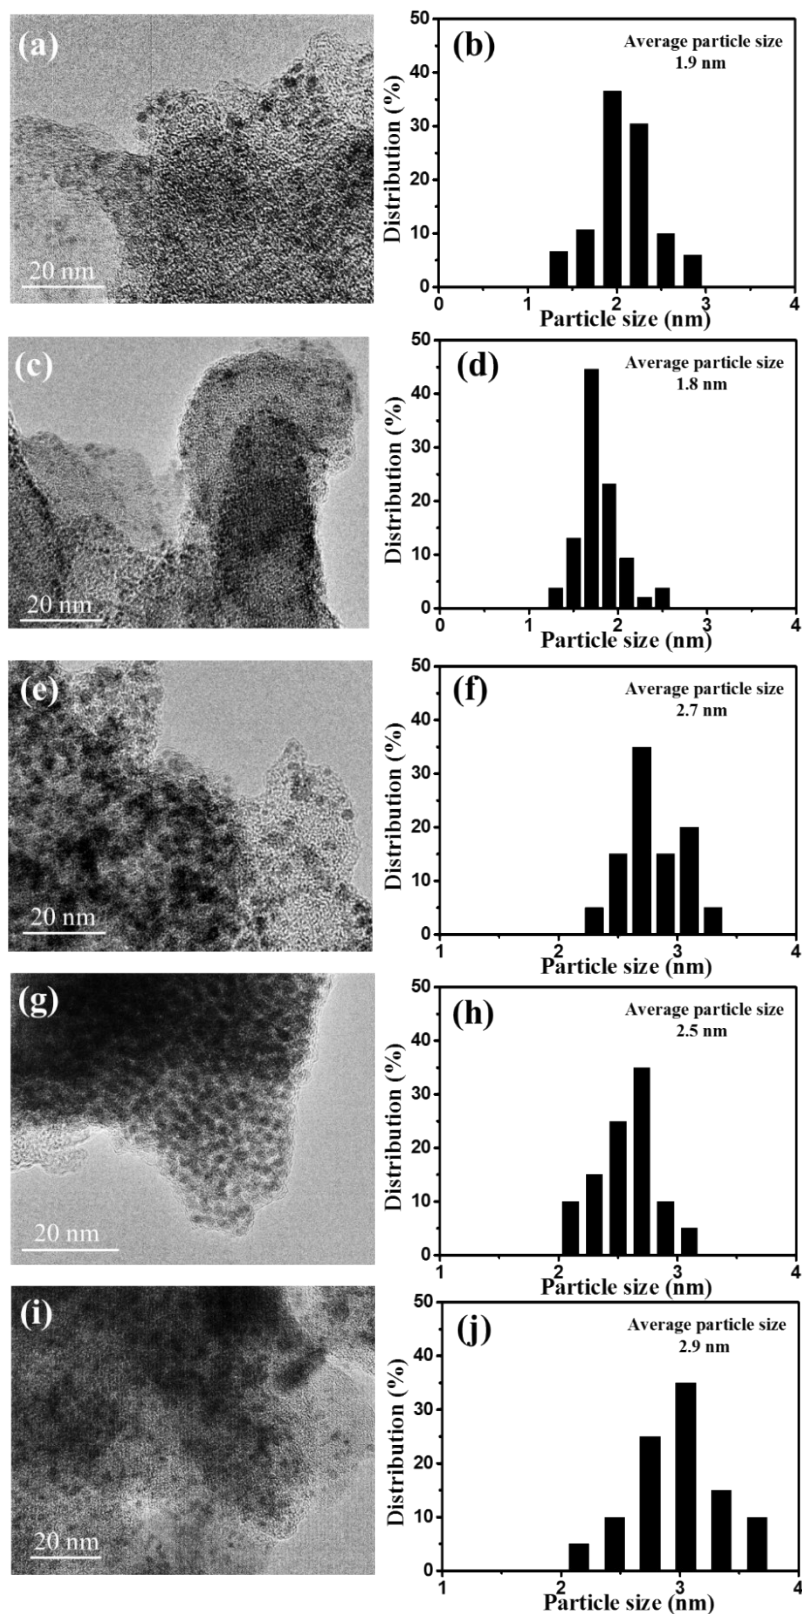 (a)
20 nm
(b)
Average particle size
1.9 nm
Distribution (%)
50
40
30
20
10
0
0 1 2 3 4
Particle size (nm)
(c)
20 nm
(d)
Average particle size
1.8 nm
Distribution (%)
50
40
30
20
10
0
0 1 2 3 4
Particle size (nm)
(e)
20 nm
(f)
Average particle size
2.7 nm
Distribution (%)
50
40
30
20
10
0
1 2 3 4
Particle size (nm)
(g)
20 nm
(h)
Average particle size
2.5 nm
Distribution (%)
50
40
30
20
10
0
1 2 3 4
Particle size (nm)
(i)
20 nm
(j)
Average particle size
2.9 nm
Distribution (%)
50
40
30
20
10
0
1 2 3 4
Particle size (nm)